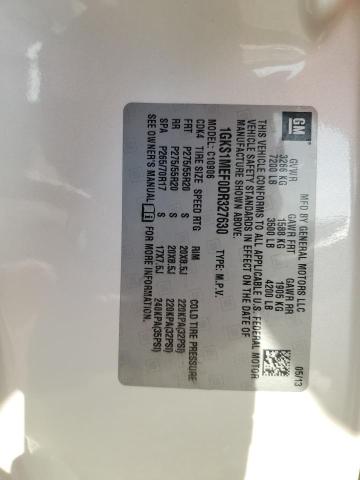 GM
MFD BY GENERAL MOTORS LLC
05/13
GVWR GAWR FRT GAWR RR
3266 KG 1588 KG 1905 KG
7200 LB 3500 LB 4200 LB
THIS VEHICLE CONFORMS TO ALL APPLICABLE U.S. FEDERAL MOTOR
VEHICLE SAFETY STANDARDS IN EFFECT ON THE DATE OF
MANUFACTURE SHOWN ABOVE.
1GKS1MEF0DR327630 TYPE: M.P.V.
MODEL: C10906
CDK4 TIRE SIZE SPEED RTG RIM COLD TIRE PRESSURE
FRT P275/55R20 S 20X8.5J 220KPA(32PSI)
RR P275/55R20 S 20X8.5J 220KPA(32PSI)
SPA P265/70R17 S 17X7.5J 240KPA(35PSI)
SEE OWNER'S MANUAL